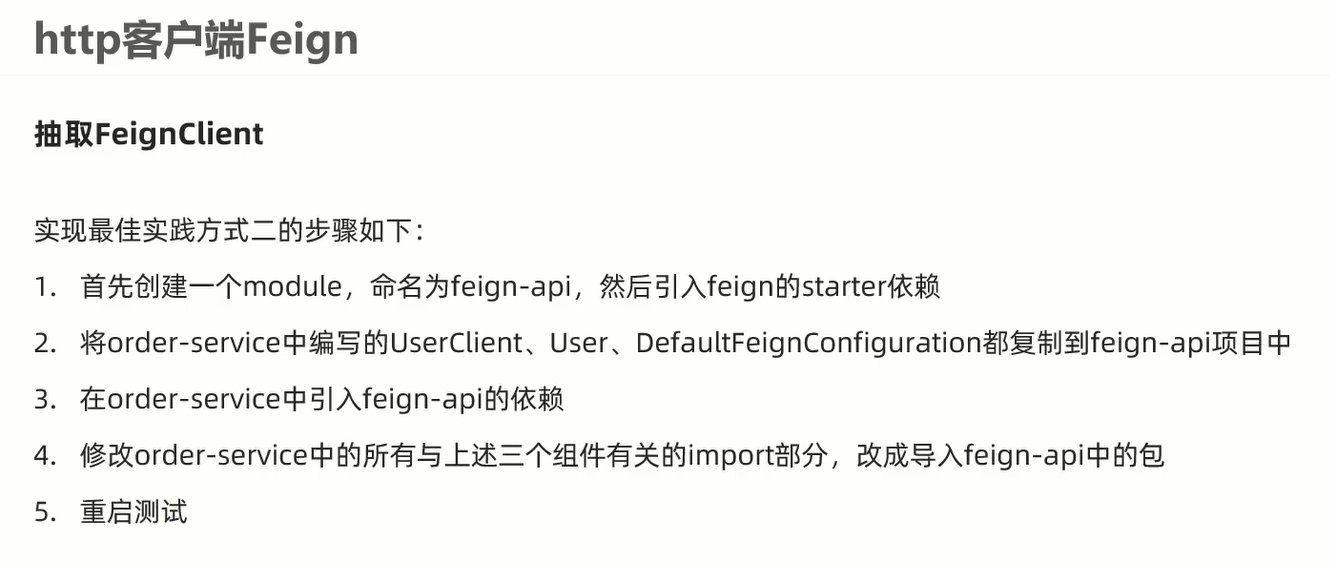 http客户端Feign
抽取FeignClient
实现最佳实践方式二的步骤如下：
1. 首先创建一个module，命名为feign-api，然后引入feign的starter依赖
2. 将order-service中编写的UserClient、User、DefaultFeignConfiguration都复制到feign-api项目中
3. 在order-service中引入feign-api的依赖
4. 修改order-service中的所有与上述三个组件有关的import部分，改成导入feign-api中的包
5. 重启测试